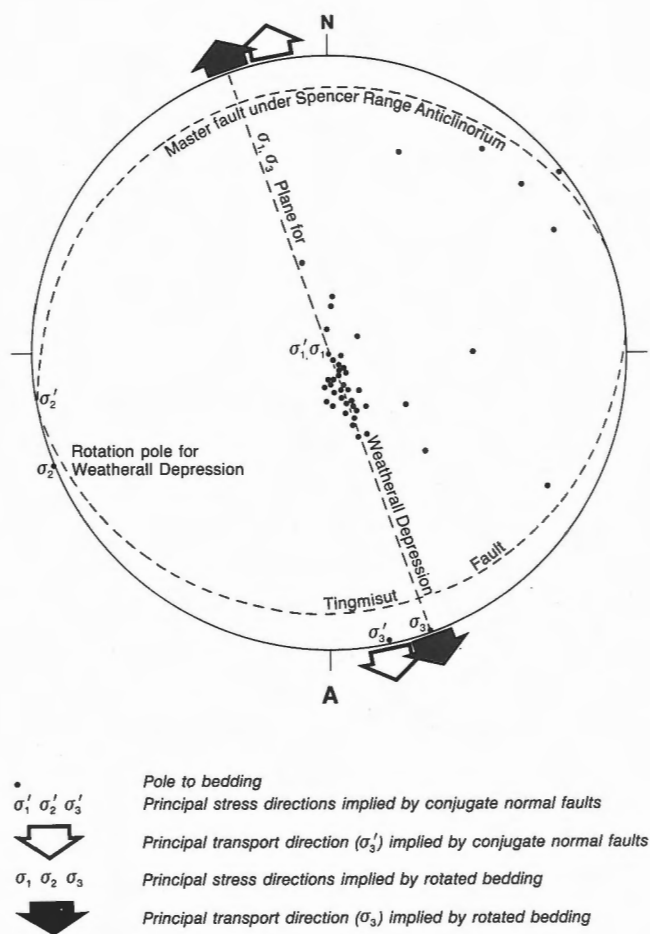 N
Master fault under Spencer Range Anticlinorium
σ₁, σ₃ Plane for
σ₁′, σ₁
σ₂′
Rotation pole for
σ₂ Weatherall Depression
Weatherall Depression
Fault
Tingmisut
σ₃′ σ₃
A
Pole to bedding
σ₁′ σ₂′ σ₃′ Principal stress directions implied by conjugate normal faults
Principal transport direction (σ₃′) implied by conjugate normal faults
σ₁ σ₂ σ₃ Principal stress directions implied by rotated bedding
Principal transport direction (σ₃) implied by rotated bedding